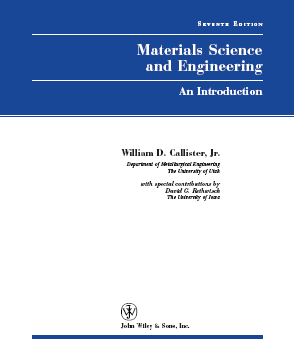 SEVENTH EDITION
Materials Science
and Engineering
An Introduction
William D. Callister, Jr.
Department of Metallurgical Engineering
The University of Utah
with special contributions by
David G. Rethwisch
The University of Iowa
John Wiley & Sons, Inc.